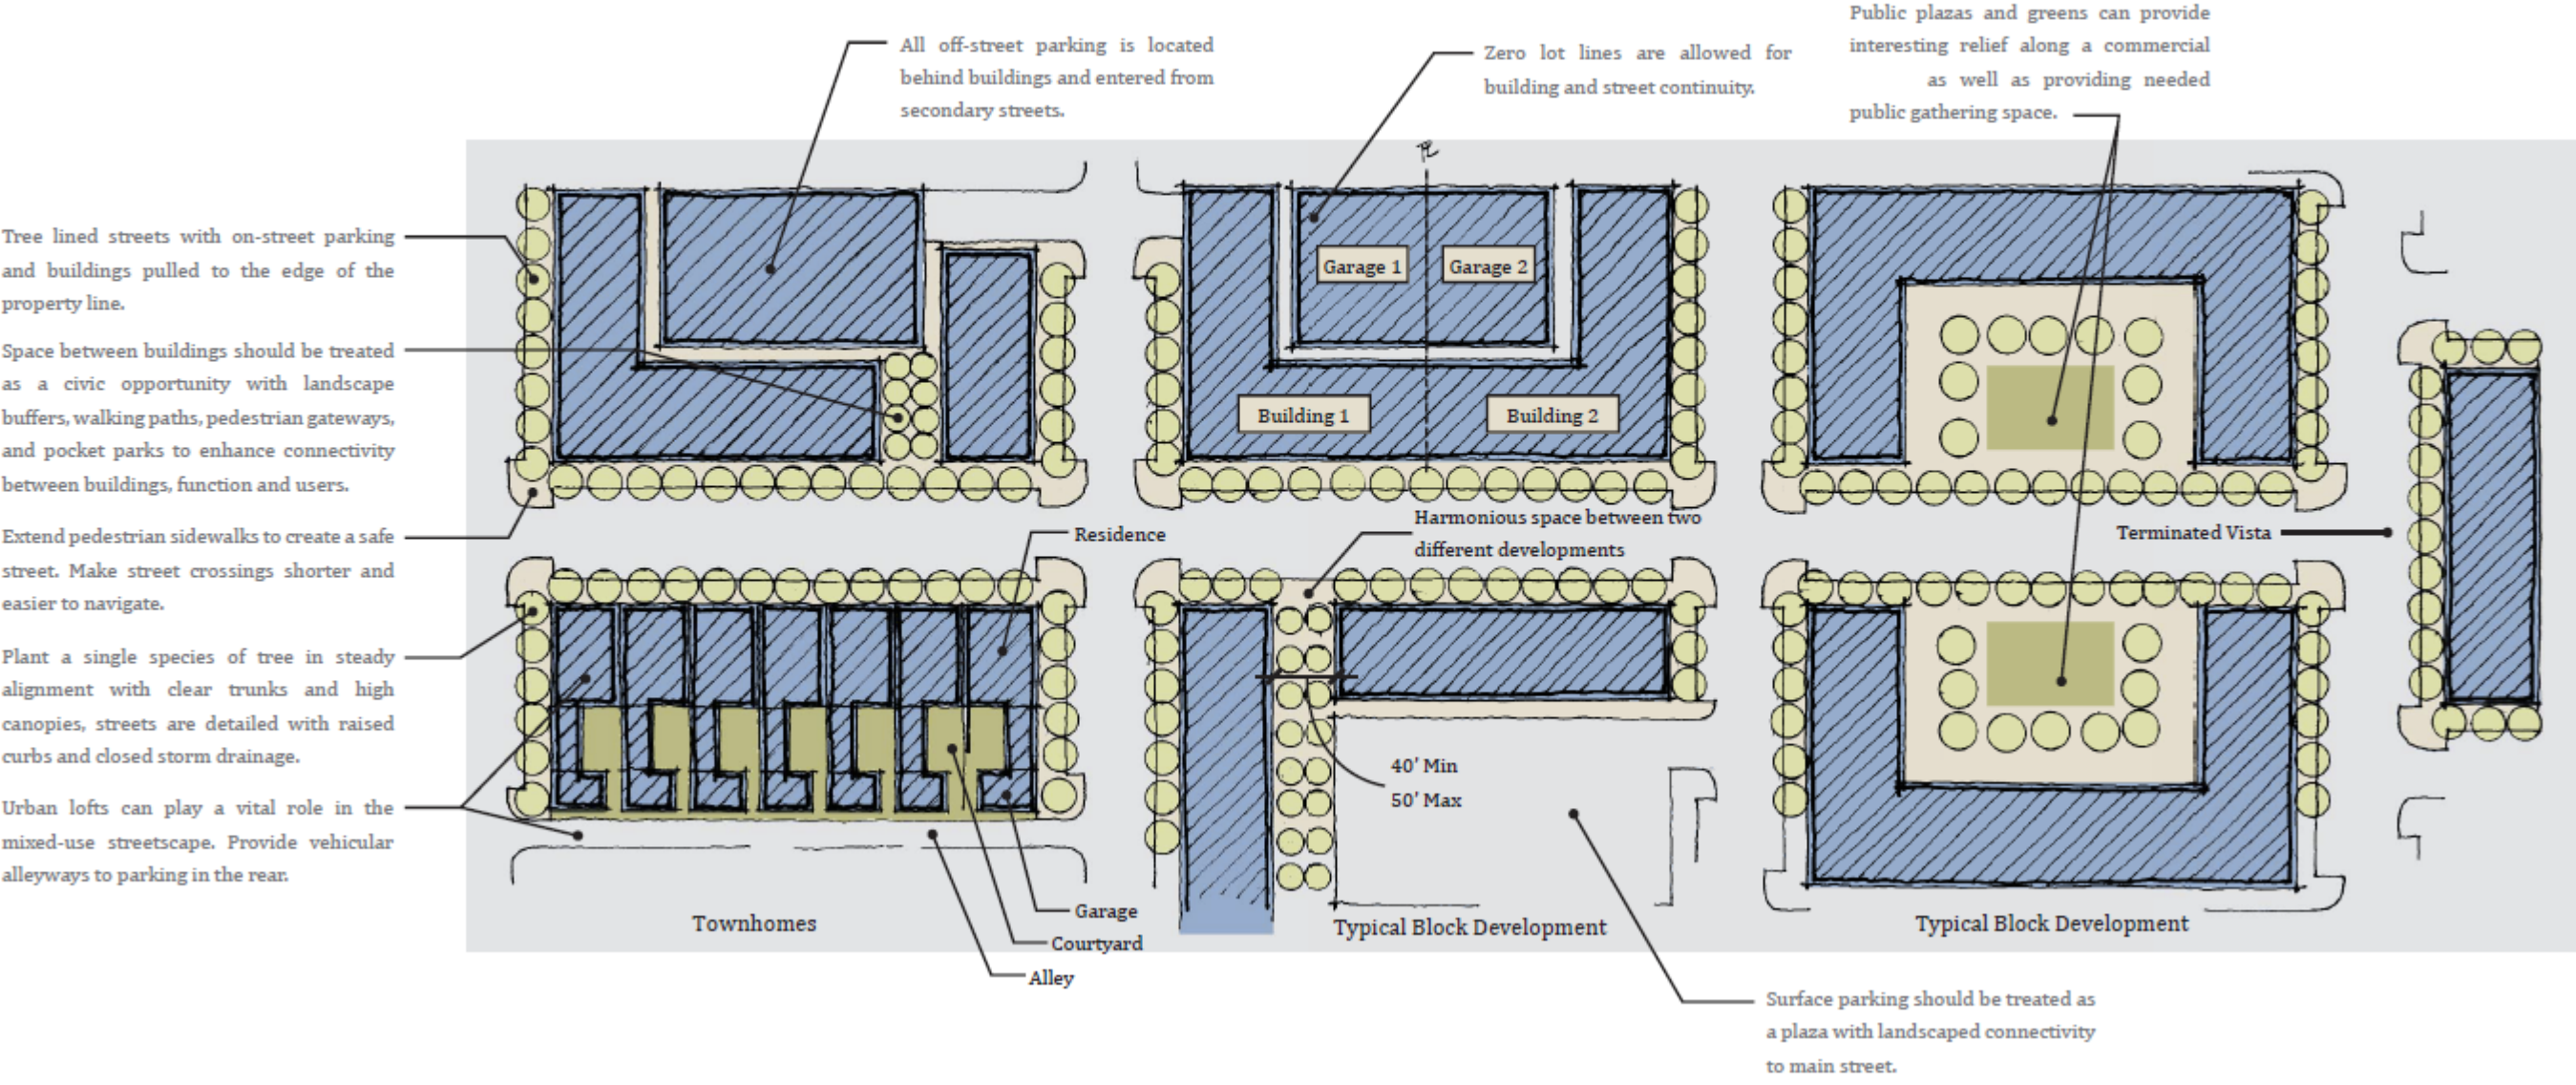 All off-street parking is located
behind buildings and entered from
secondary streets.
Zero lot lines are allowed for
building and street continuity.
Public plazas and greens can provide
interesting relief along a commercial
as well as providing needed
public gathering space.
Tree lined streets with on-street parking
and buildings pulled to the edge of the
property line.
Space between buildings should be treated
as a civic opportunity with landscape
buffers, walking paths, pedestrian gateways,
and pocket parks to enhance connectivity
between buildings, function and users.
Extend pedestrian sidewalks to create a safe
street. Make street crossings shorter and
easier to navigate.
Plant a single species of tree in steady
alignment with clear trunks and high
canopies, streets are detailed with raised
curbs and closed storm drainage.
Urban lofts can play a vital role in the
mixed-use streetscape. Provide vehicular
alleyways to parking in the rear.
PL
Garage 1
Garage 2
Building 1
Building 2
Residence
Harmonious space between two
different developments
Terminated Vista
40' Min
50' Max
Garage
Courtyard
Alley
Townhomes
Typical Block Development
Typical Block Development
Surface parking should be treated as
a plaza with landscaped connectivity
to main street.